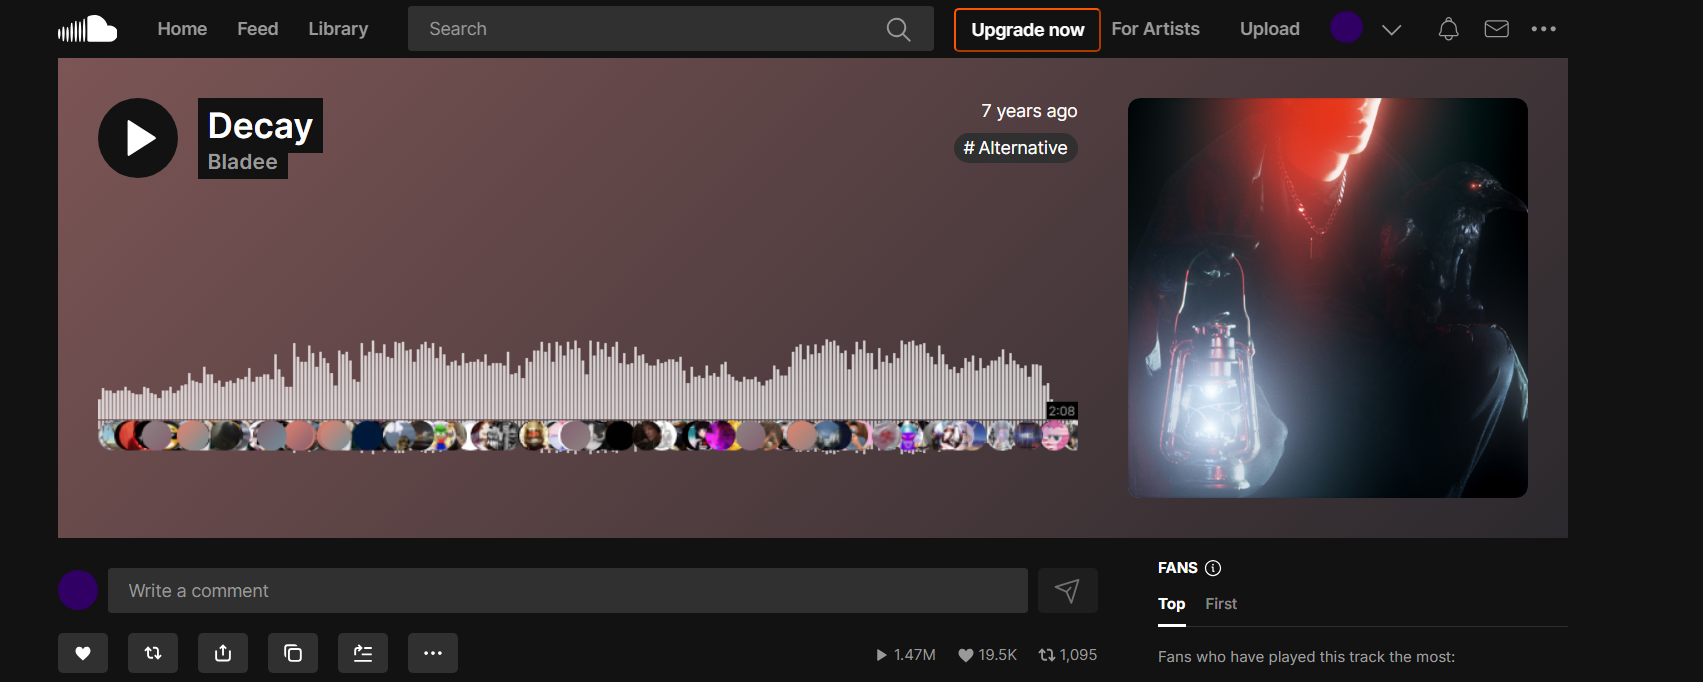 Home Feed Library Search Upgrade now For Artists Upload
Decay
Bladee
7 years ago
# Alternative
2:08
Write a comment
1.47M 19.5K 1,095
FANS
Top First
Fans who have played this track the most: